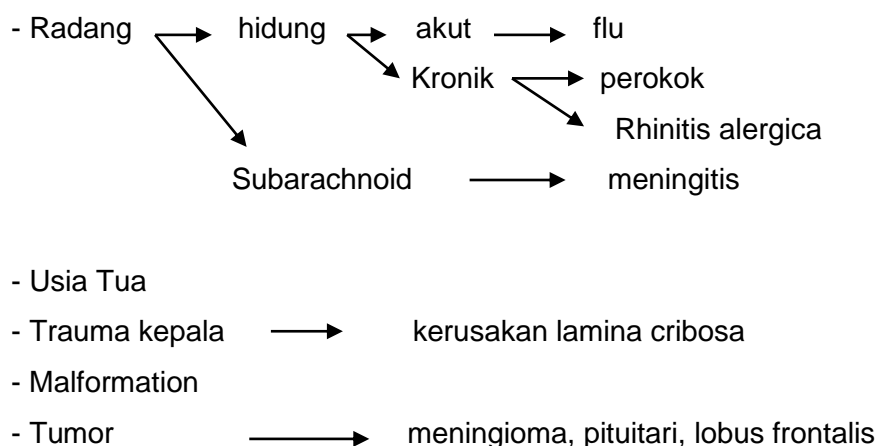 - Radang hidung akut flu
Kronik perokok
Rhinitis alergica
Subarachnoid meningitis
- Usia Tua
- Trauma kepala kerusakan lamina cribosa
- Malformation
- Tumor meningioma, pituitari, lobus frontalis